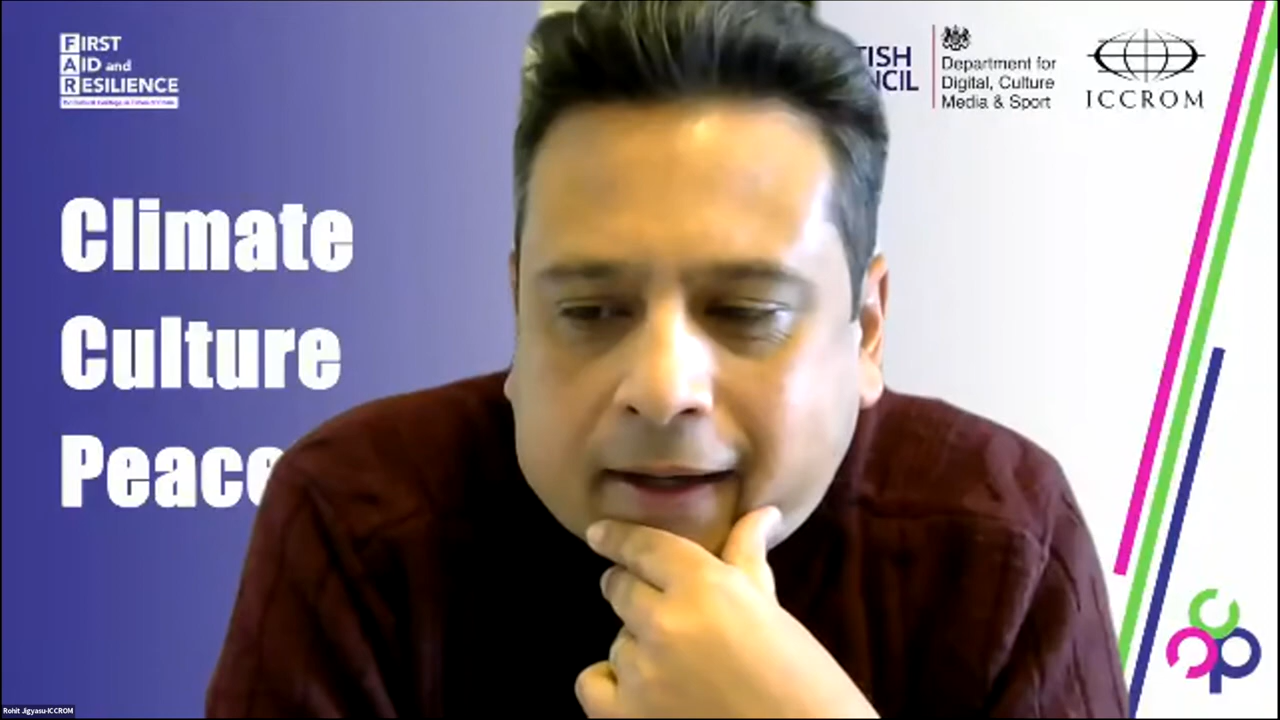 FIRST
AID and
RESILIENCE
TISH
NCIL
Department for
Digital, Culture
Media & Sport
ICCROM
Climate
Culture
Peace
Rohit Jigyasu-ICCROM